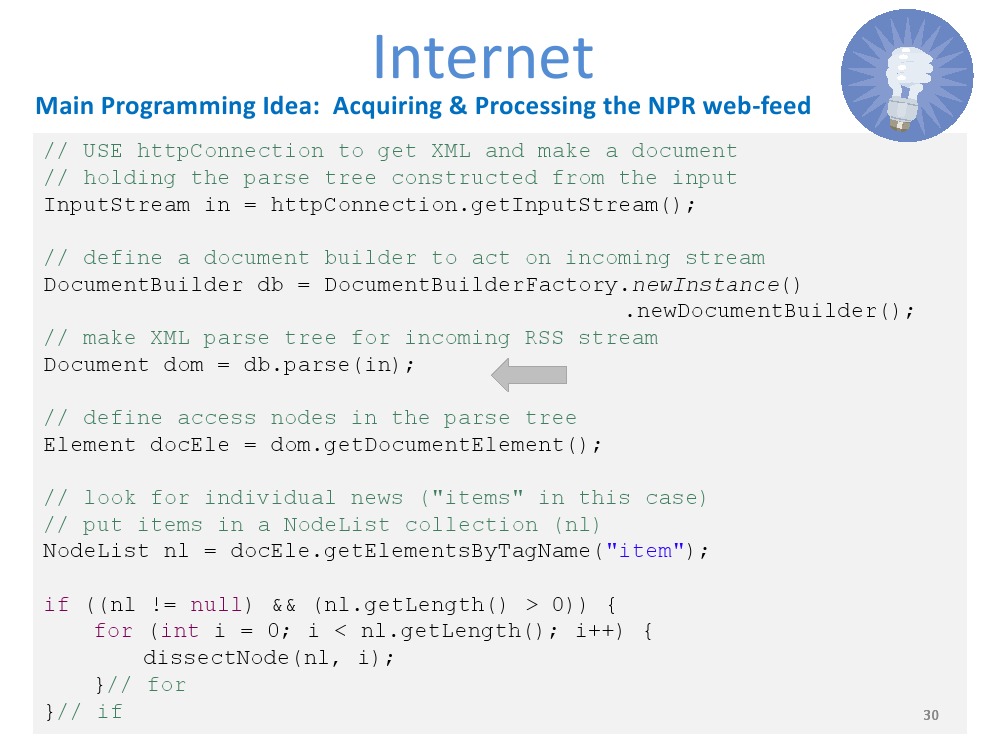 Internet
Main Programming Idea:  Acquiring & Processing the NPR web-feed
// USE httpConnection to get XML and make a document
// holding the parse tree constructed from the input
InputStream in = httpConnection.getInputStream();
// define a document builder to act on incoming stream
DocumentBuilder db = DocumentBuilderFactory.newInstance()
.newDocumentBuilder();
// make XML parse tree for incoming RSS stream
Document dom = db.parse(in);
// define access nodes in the parse tree
Element docEle = dom.getDocumentElement();
// look for individual news ("items" in this case)
// put items in a NodeList collection (nl)
NodeList nl = docEle.getElementsByTagName("item");
if ((nl != null) && (nl.getLength() > 0)) {
for (int i = 0; i < nl.getLength(); i++) {
dissectNode(nl, i);
}// for
}// if
30